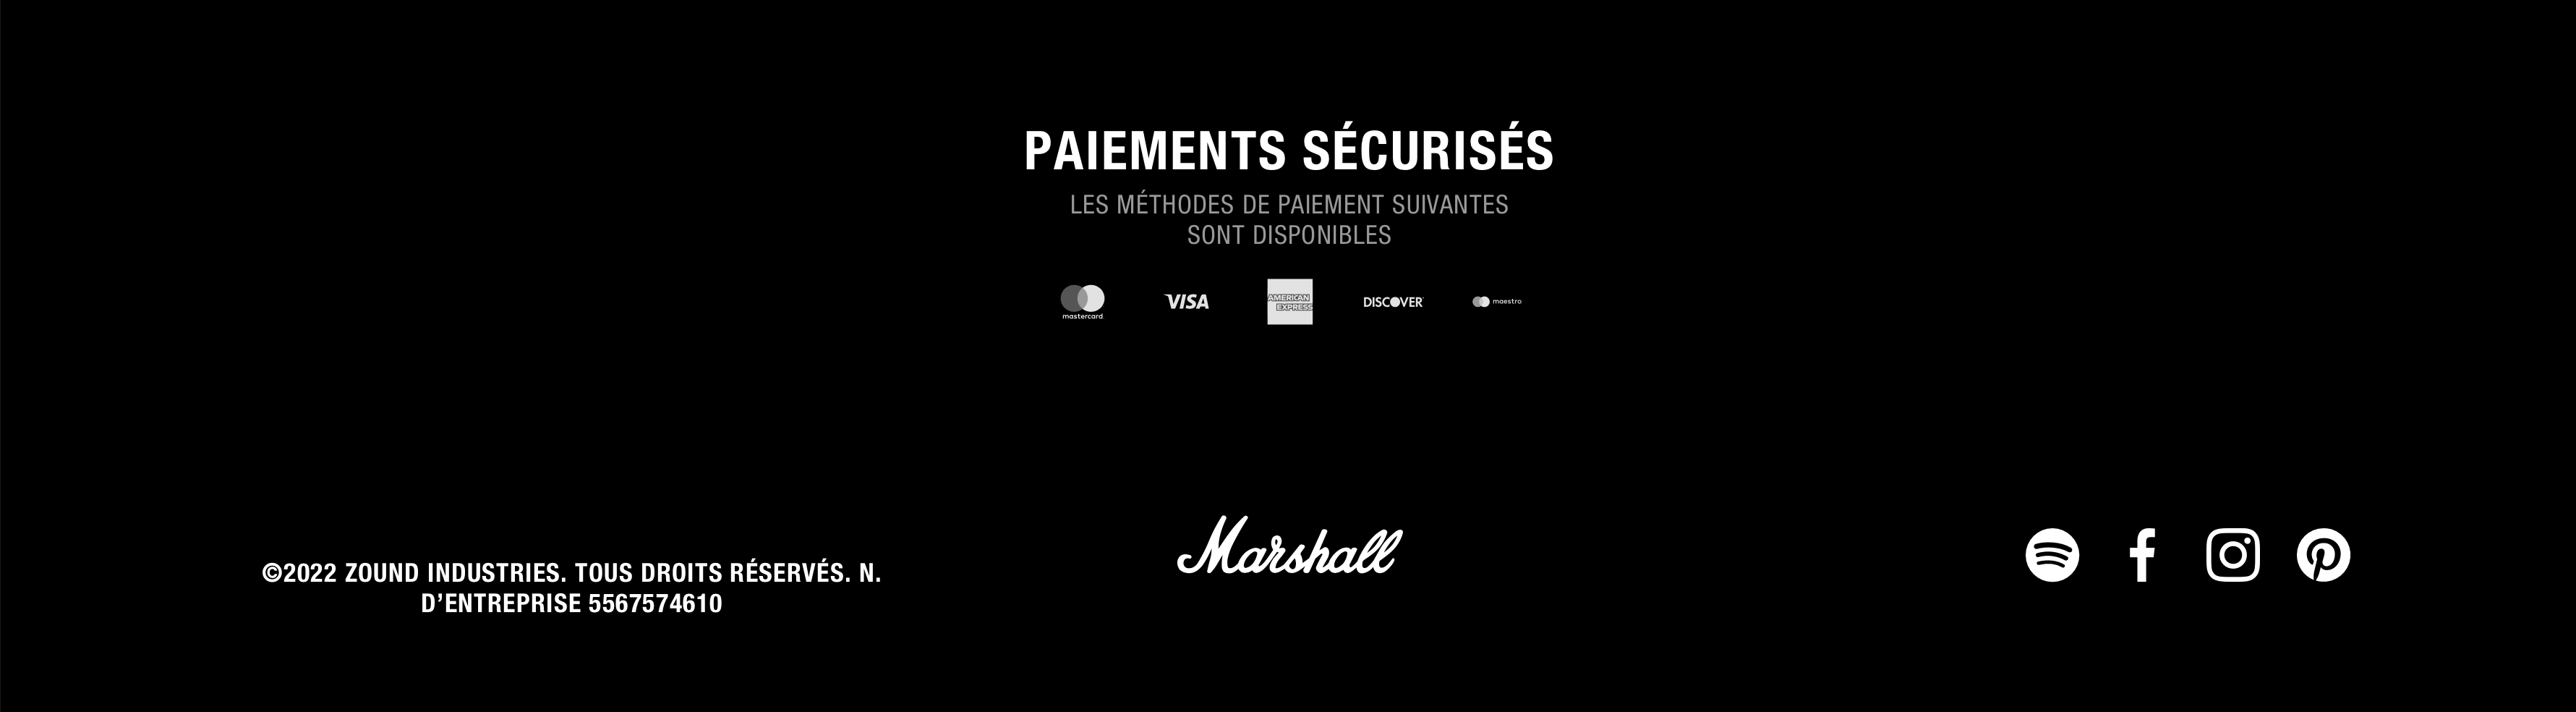 PAIEMENTS SÉCURISÉS
LES MÉTHODES DE PAIEMENT SUIVANTES
SONT DISPONIBLES
mastercard VISA AMERICAN EXPRESS DISCOVER maestro
Marshall
©2022 ZOUND INDUSTRIES. TOUS DROITS RÉSERVÉS. N.
D’ENTREPRISE 5567574610